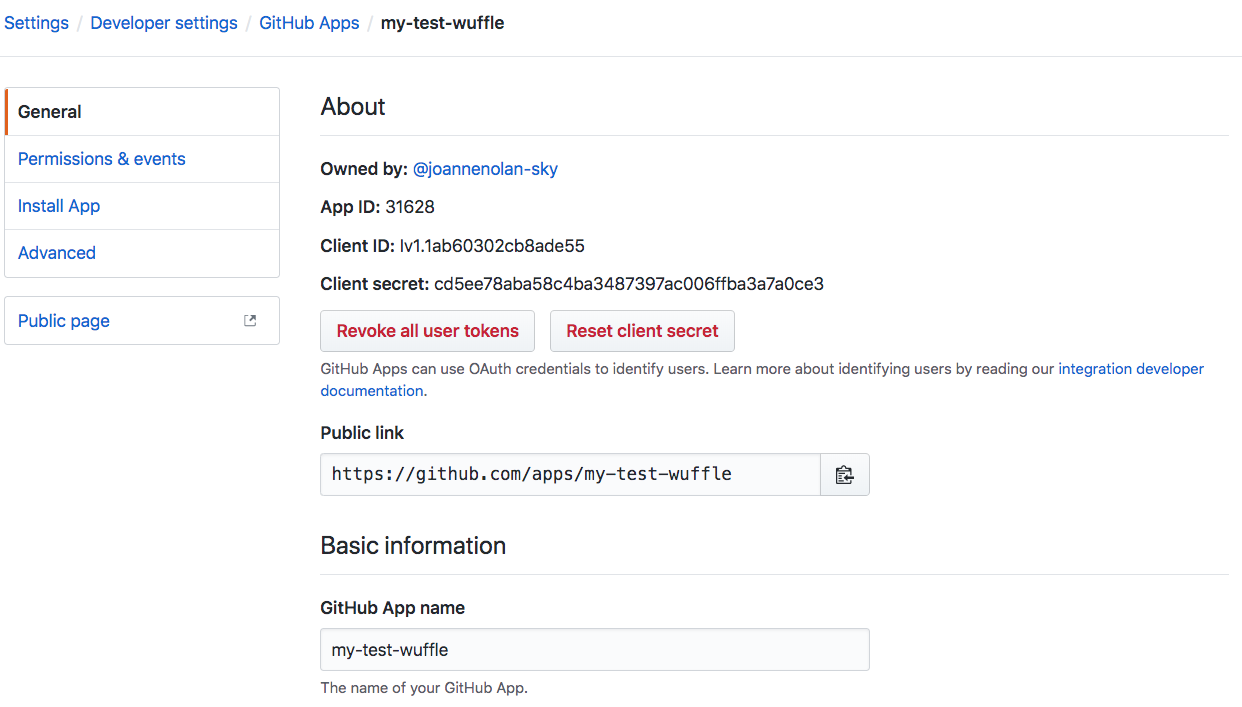 Settings / Developer settings / GitHub Apps / my-test-wuffle
General
Permissions & events
Install App
Advanced
Public page
About
Owned by: @joannenolan-sky
App ID: 31628
Client ID: Iv1.1ab60302cb8ade55
Client secret: cd5ee78aba58c4ba3487397ac006ffba3a7a0ce3
Revoke all user tokens
Reset client secret
GitHub Apps can use OAuth credentials to identify users. Learn more about identifying users by reading our integration developer
documentation.
Public link
https://github.com/apps/my-test-wuffle
Basic information
GitHub App name
my-test-wuffle
The name of your GitHub App.